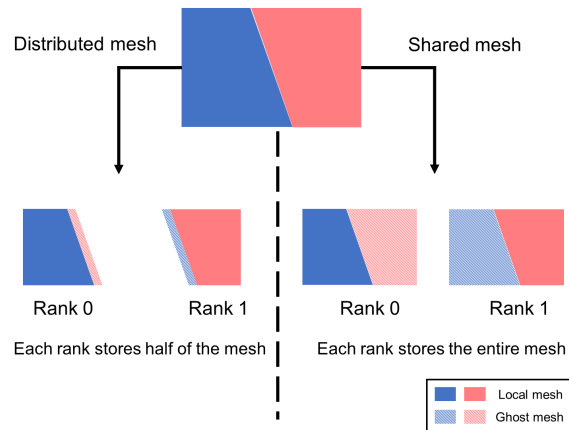 Distributed mesh
Shared mesh
Rank 0
Rank 1
Rank 0
Rank 1
Each rank stores half of the mesh
Each rank stores the entire mesh
Local mesh
Ghost mesh